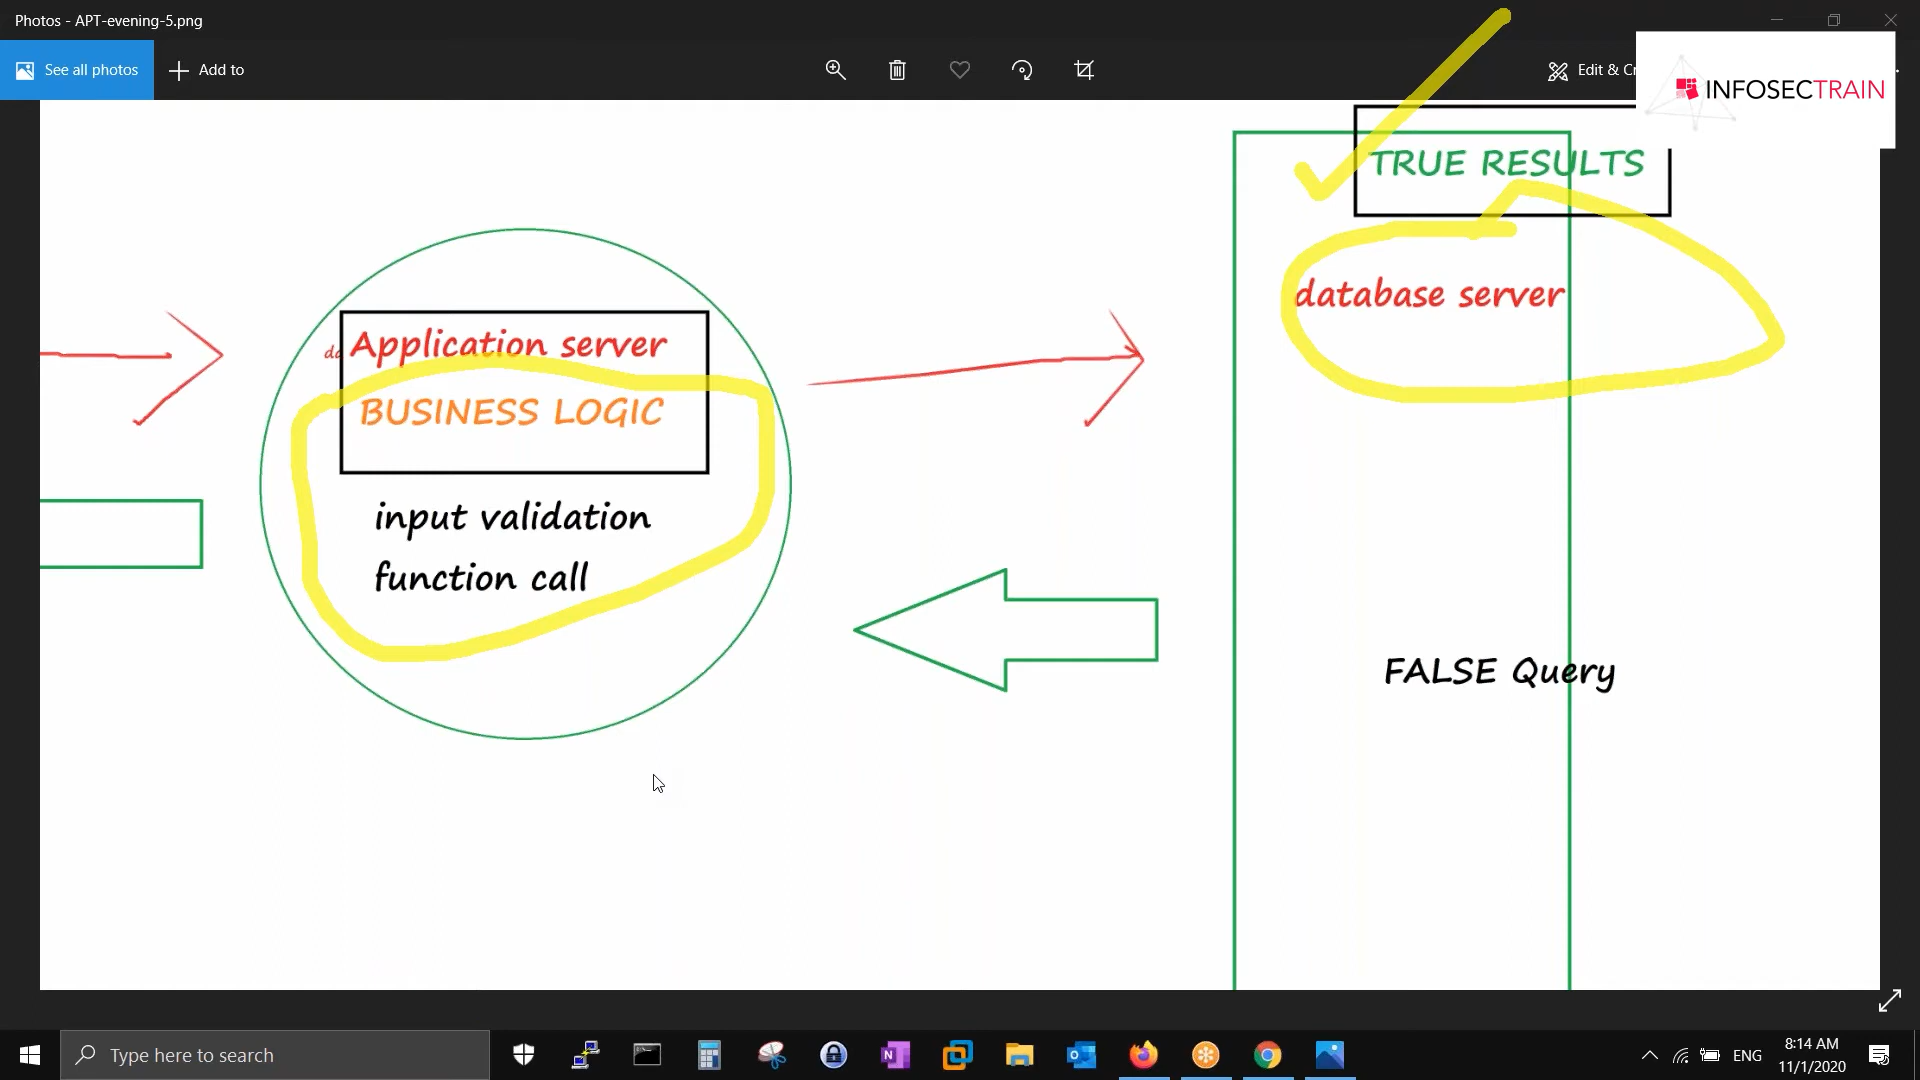 Photos - APT-evening-5.png
See all photos
Add to
Edit &
INFOSECTRAIN
TRUE RESULTS
database server
Application server
BUSINESS LOGIC
input validation
function call
FALSE Query
Type here to search
ENG
8:14 AM
11/1/2020